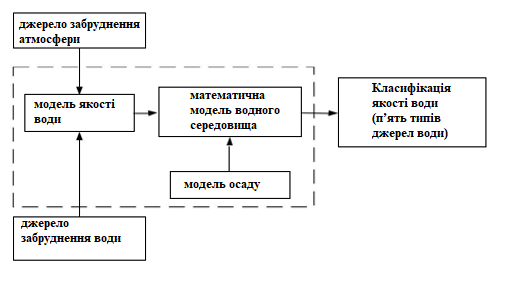 джерело забруднення
атмосфери
модель якості
води
математична
модель водного
середовища
Класифікація
якості води
(п’ять типів
джерел води)
модель осаду
джерело
забруднення води